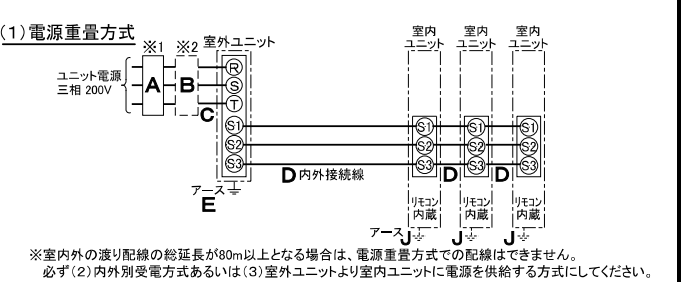 (1)電源重畳方式
※1 ※2 室外ユニット
室内ユニット 室内ユニット 室内ユニット
ユニット電源
三相 200V
A B
R
S
T
C
S1 S1 S1 S1
S2 S2 S2 S2
S3 S3 S3 S3
D 内外接続線 D D
アース
E
リモコン内蔵 リモコン内蔵 リモコン内蔵
アース J J J
※室内外の渡り配線の総延長が80m以上となる場合は、電源重畳方式での配線はできません。
必ず(2)内外別受電方式あるいは(3)室外ユニットより室内ユニットに電源を供給する方式にしてください。